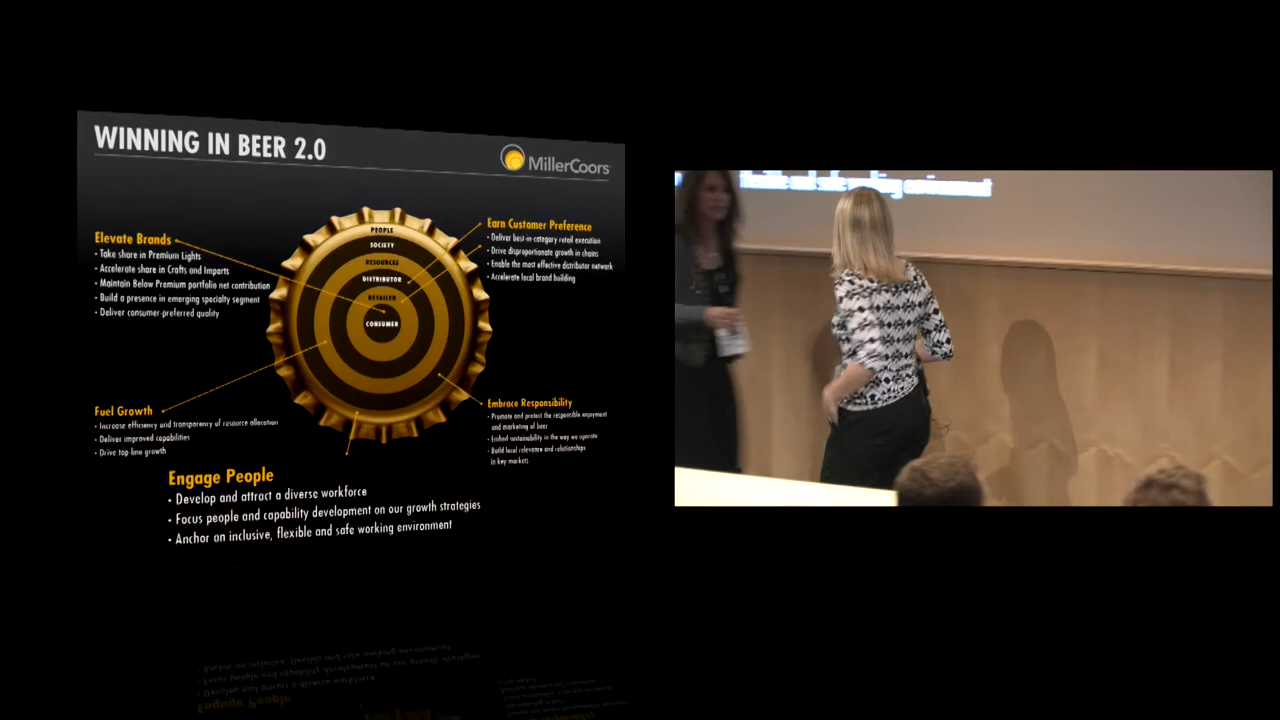 WINNING IN BEER 2.0
MillerCoors
PEOPLE
SOCIETY
RESOURCES
DISTRIBUTOR
RETAILER
CONSUMER
Elevate Brands
• Take share in Premium Lights
• Accelerate share in Crafts and Imports
• Maintain Below Premium portfolio net contribution
• Build a presence in emerging specialty segment
• Deliver consumer-preferred quality
Earn Customer Preference
• Deliver best-in-category retail execution
• Drive disproportionate growth in chains
• Enable the most effective distributor network
• Accelerate local brand building
Fuel Growth
• Increase efficiency and transparency of resource allocation
• Deliver improved capabilities
• Drive top-line growth
Embrace Responsibility
• Promote and protect the responsible enjoyment
and marketing of beer
• Embed sustainability in the way we operate
• Build local relevance and relationships
in key markets
Engage People
• Develop and attract a diverse workforce
• Focus people and capability development on our growth strategies
• Anchor an inclusive, flexible and safe working environment